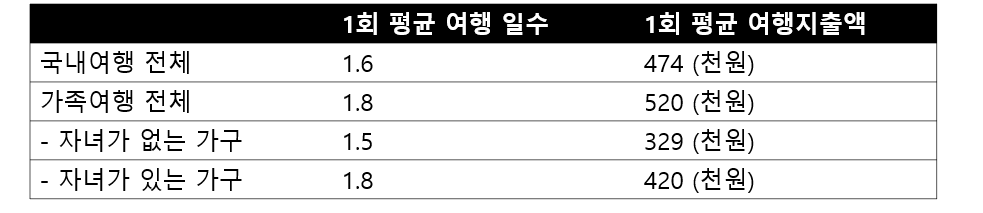 1회 평균 여행 일수 1회 평균 여행지출액
국내여행 전체 1.6 474 (천원)
가족여행 전체 1.8 520 (천원)
- 자녀가 없는 가구 1.5 329 (천원)
- 자녀가 있는 가구 1.8 420 (천원)